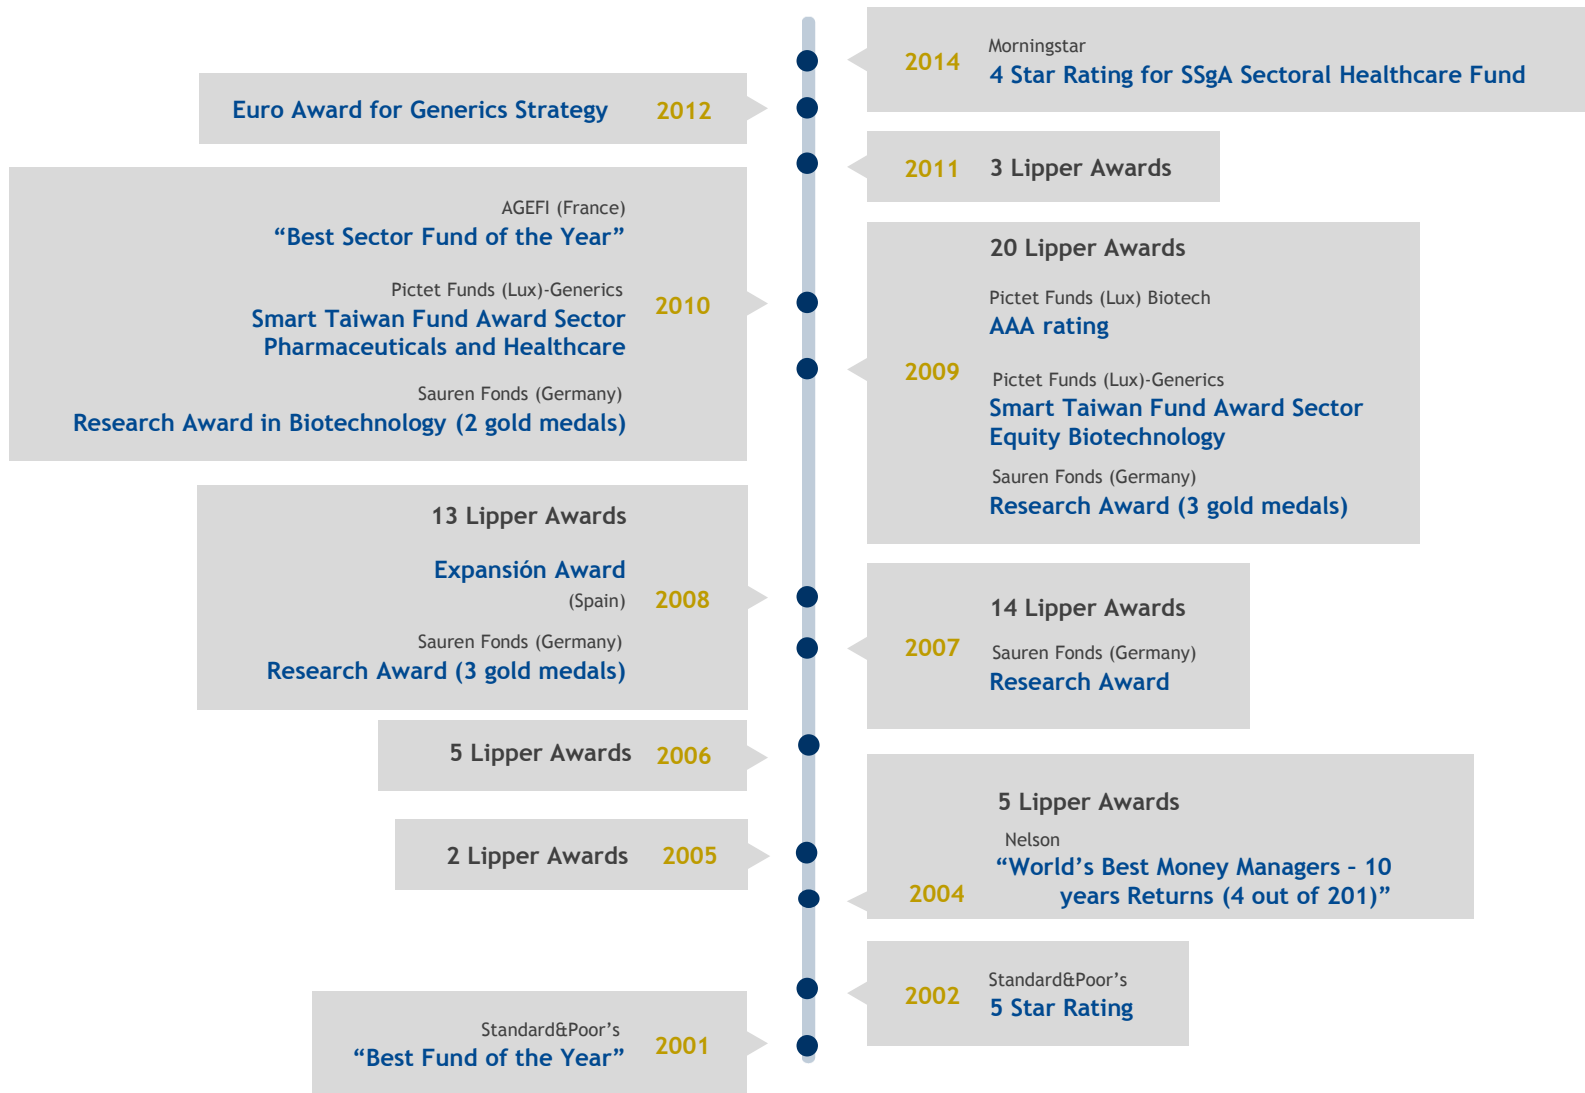 Morningstar
2014
4 Star Rating for SSgA Sectoral Healthcare Fund
Euro Award for Generics Strategy
2012
2011
3 Lipper Awards
AGEFI (France)
“Best Sector Fund of the Year”
Pictet Funds (Lux)-Generics
2010
Smart Taiwan Fund Award Sector
Pharmaceuticals and Healthcare
Sauren Fonds (Germany)
Research Award in Biotechnology (2 gold medals)
20 Lipper Awards
Pictet Funds (Lux) Biotech
AAA rating
2009
Pictet Funds (Lux)-Generics
Smart Taiwan Fund Award Sector
Equity Biotechnology
Sauren Fonds (Germany)
Research Award (3 gold medals)
13 Lipper Awards
Expansión Award
(Spain)
2008
Sauren Fonds (Germany)
Research Award (3 gold medals)
14 Lipper Awards
2007
Sauren Fonds (Germany)
Research Award
5 Lipper Awards
2006
2 Lipper Awards
2005
5 Lipper Awards
Nelson
“World’s Best Money Managers – 10
years Returns (4 out of 201)”
2004
Standard&Poor’s
2002
5 Star Rating
Standard&Poor’s
2001
“Best Fund of the Year”